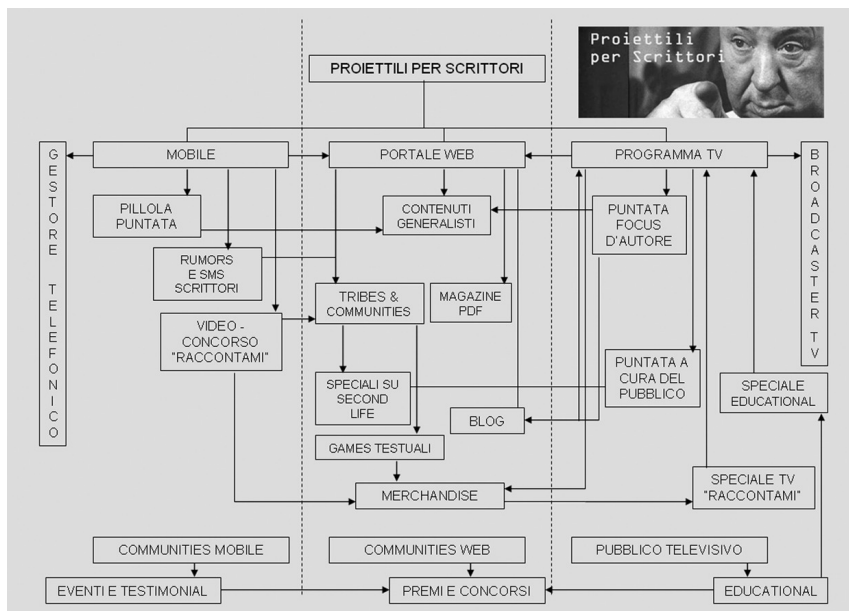 Proiettili
per Scrittori
PROIETTILI PER SCRITTORI
GESTORE TELEFONICO
MOBILE
PORTALE WEB
PROGRAMMA TV
BROADCASTER TV
PILLOLA
PUNTATA
CONTENUTI
GENERALISTI
PUNTATA
FOCUS
D'AUTORE
RUMORS
E SMS
SCRITTORI
TRIBES &
COMMUNITIES
MAGAZINE
PDF
VIDEO -
CONCORSO
"RACCONTAMI"
SPECIALI SU
SECOND
LIFE
PUNTATA A
CURA DEL
PUBBLICO
SPECIALE
EDUCATIONAL
BLOG
GAMES TESTUALI
MERCHANDISE
SPECIALE TV
"RACCONTAMI"
COMMUNITIES MOBILE
COMMUNITIES WEB
PUBBLICO TELEVISIVO
EVENTI E TESTIMONIAL
PREMI E CONCORSI
EDUCATIONAL